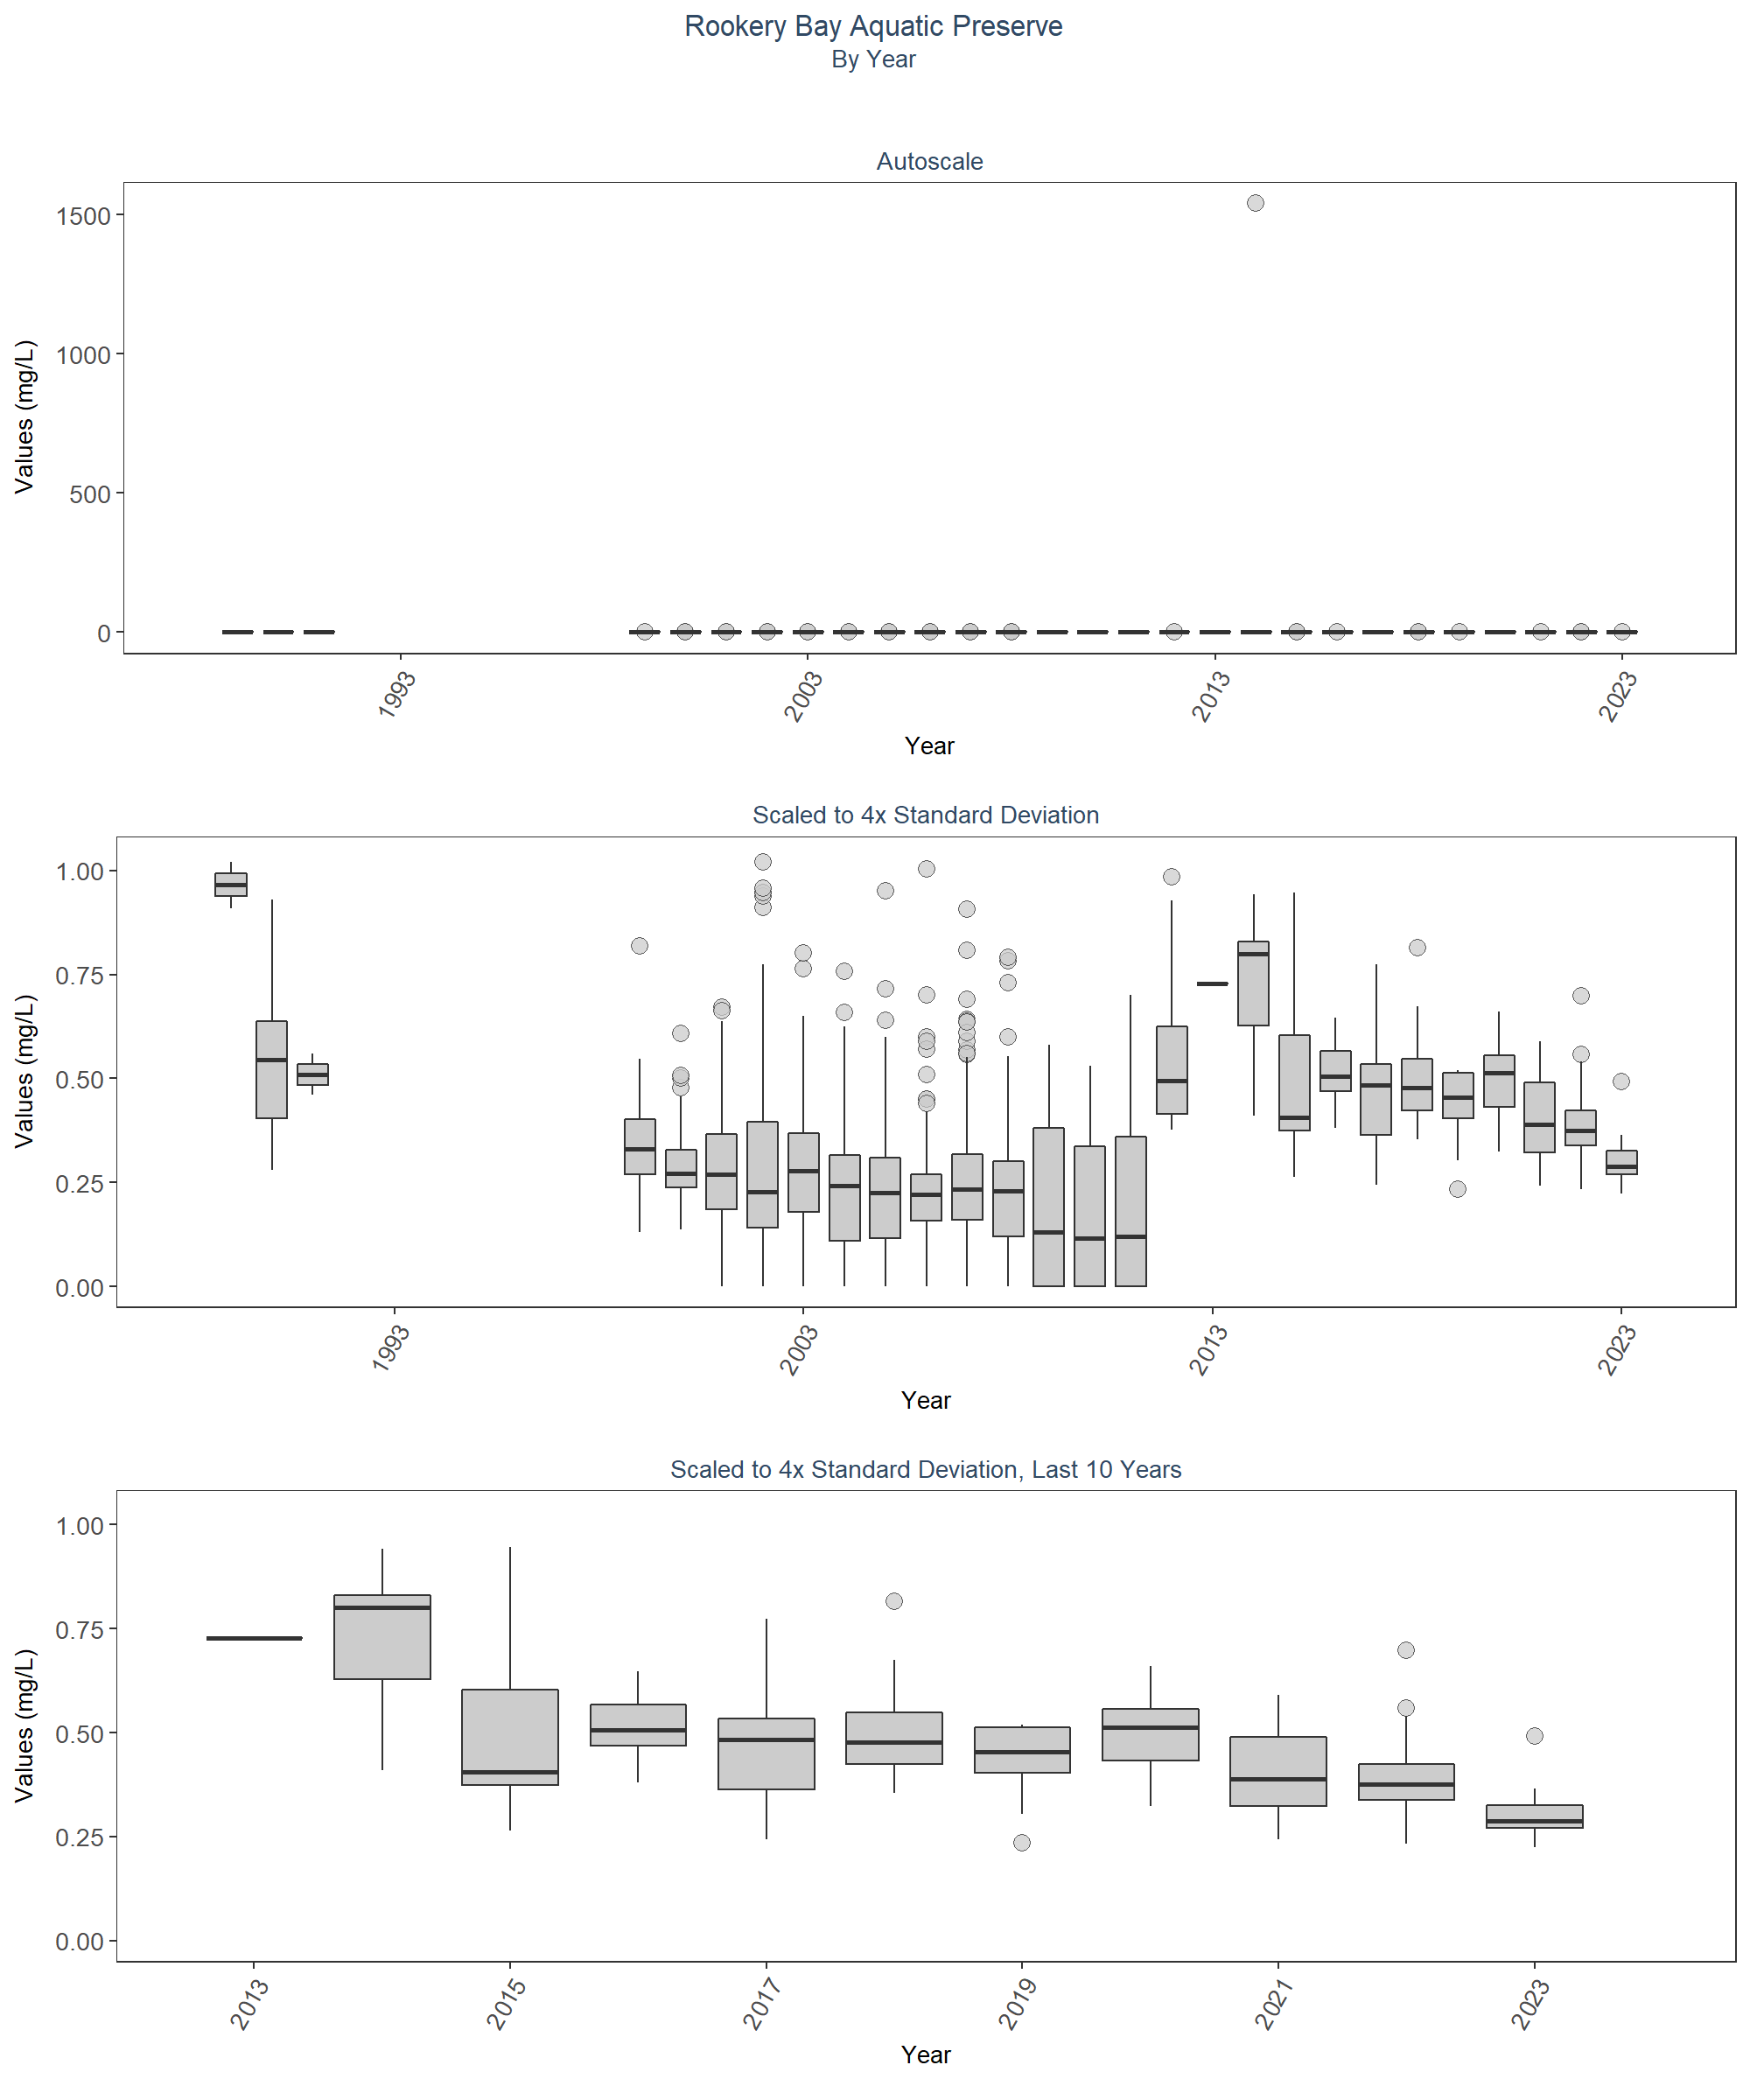 Rookery Bay Aquatic Preserve
By Year
Autoscale
Values (mg/L)
1500
1000
500
0
1993
2003
2013
2023
Year
Scaled to 4x Standard Deviation
Values (mg/L)
1.00
0.75
0.50
0.25
0.00
1993
2003
2013
2023
Year
Scaled to 4x Standard Deviation, Last 10 Years
Values (mg/L)
1.00
0.75
0.50
0.25
0.00
2013
2015
2017
2019
2021
2023
Year